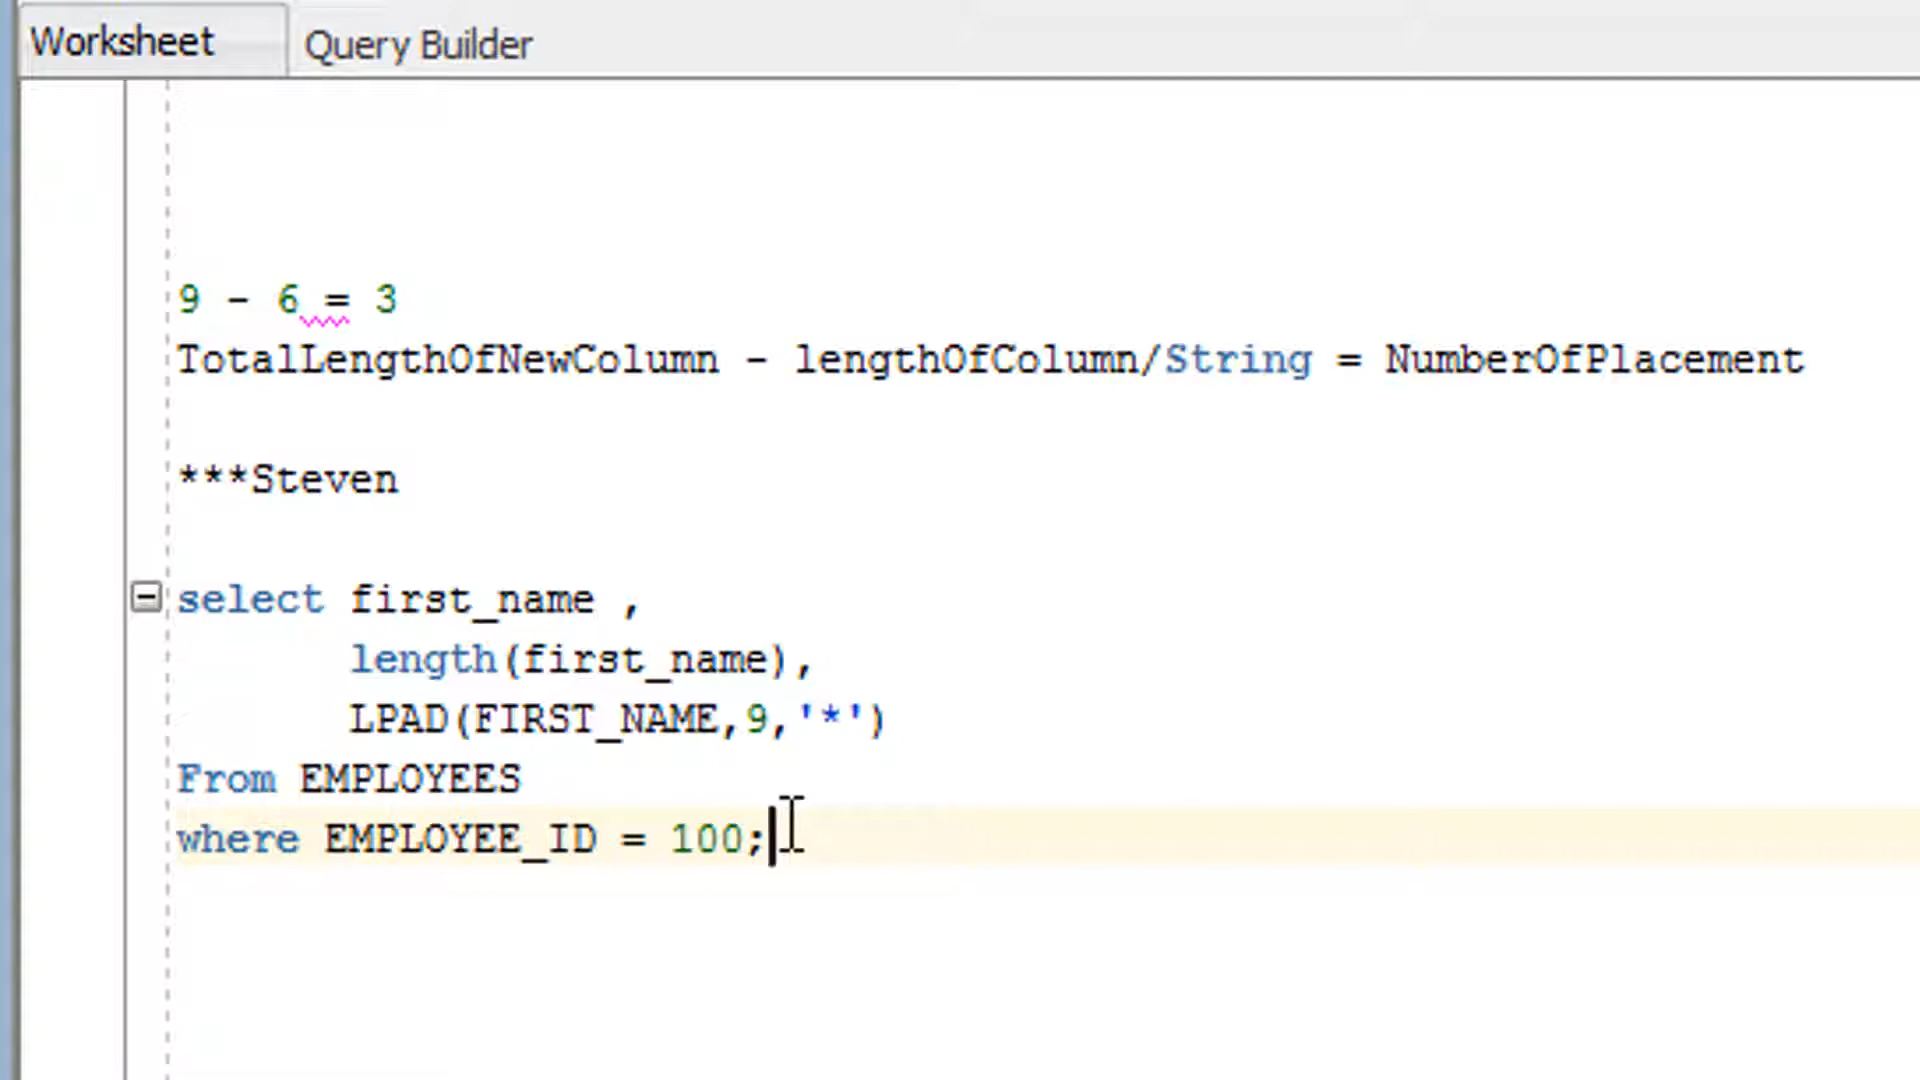 Worksheet Query Builder
9 - 6 = 3
TotalLengthOfNewColumn - lengthOfColumn/String = NumberOfPlacement
***Steven
select first_name ,
length(first_name),
LPAD(FIRST_NAME,9,'*')
From EMPLOYEES
where EMPLOYEE_ID = 100;